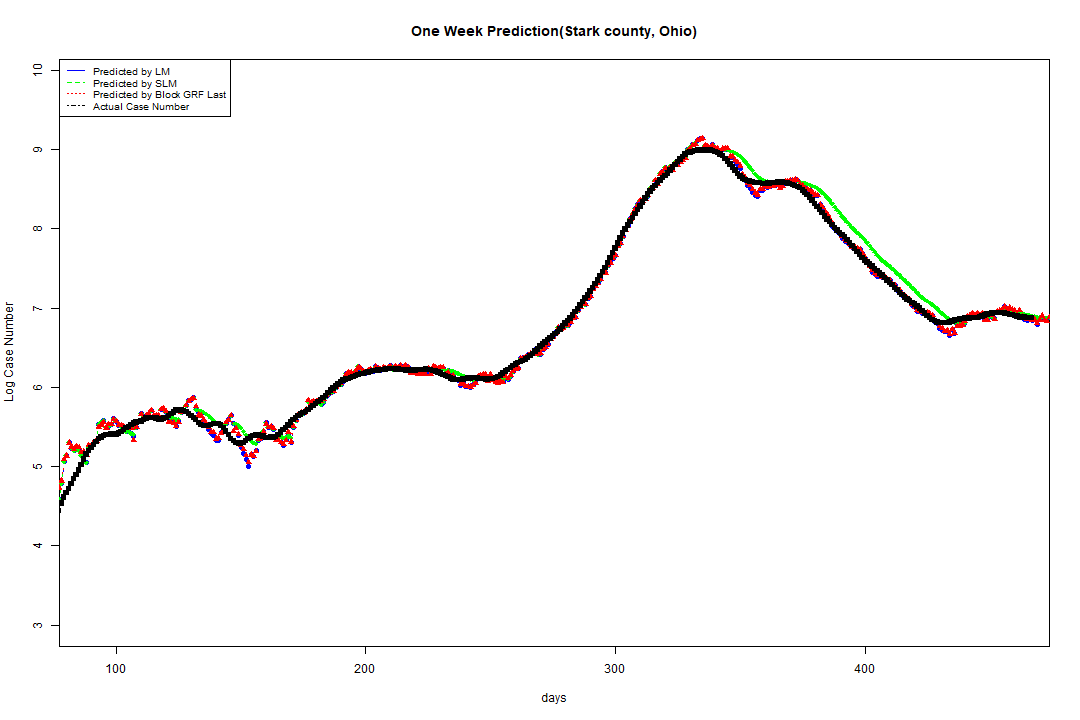 One Week Prediction(Stark county, Ohio)
Predicted by LM
Predicted by SLM
Predicted by Block GRF Last
Actual Case Number
10
9
8
7
6
5
4
3
Log Case Number
100 200 300 400
days